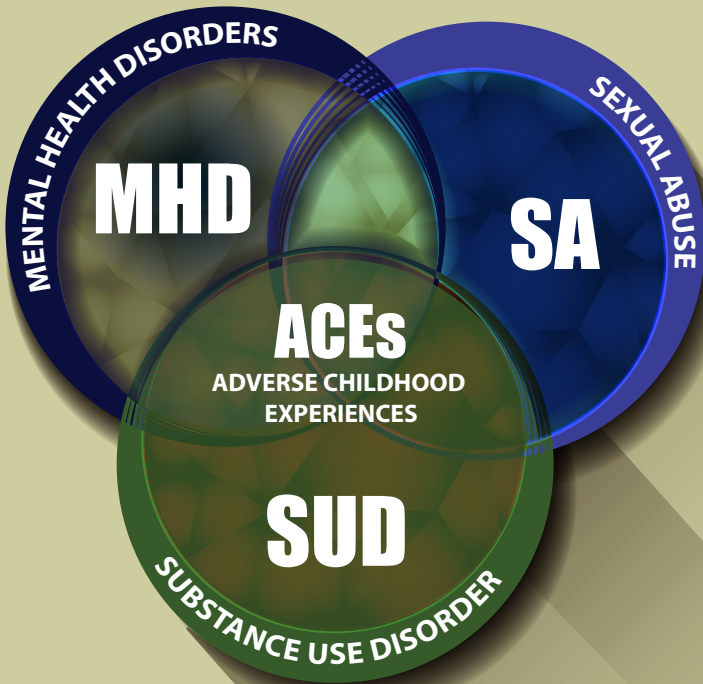 MENTAL HEALTH DISORDERS
SEXUAL ABUSE
MHD
SA
ACEs
ADVERSE CHILDHOOD
EXPERIENCES
SUD
SUBSTANCE USE DISORDER